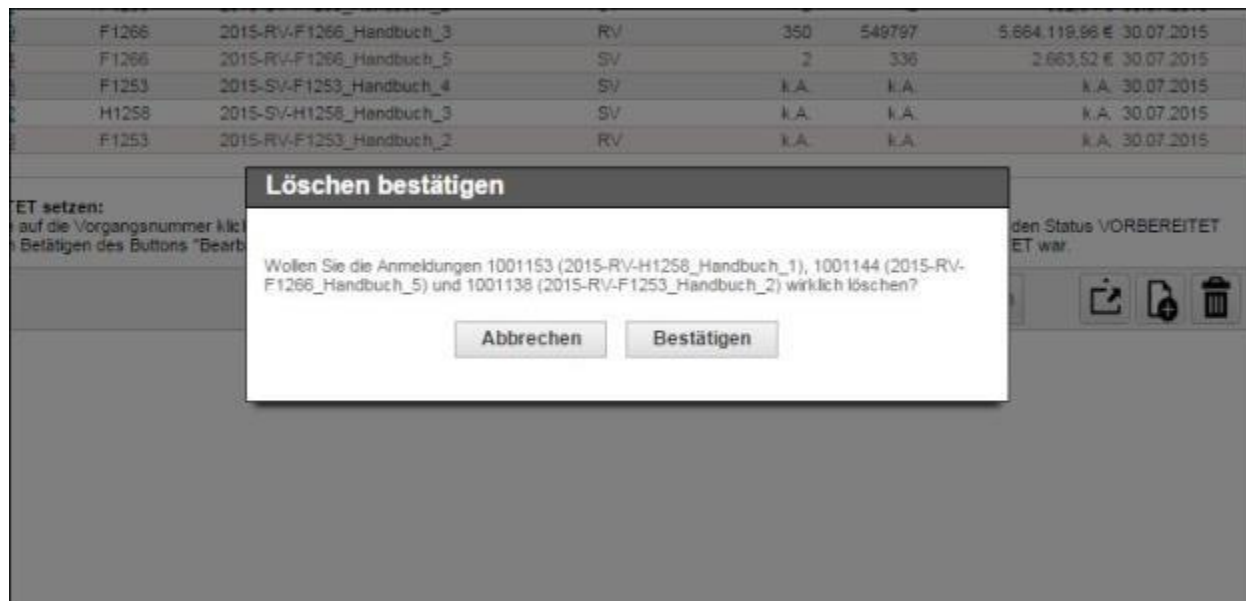 F1266 2015-RV-F1266_Handbuch_3 RV 350 549797 5.664.119,96 € 30.07.2015
F1266 2015-RV-F1266_Handbuch_5 SV 2 336 2.663,52 € 30.07.2015
F1253 2015-SV-F1253_Handbuch_4 SV k.A. k.A. k.A. 30.07.2015
H1258 2015-SV-H1258_Handbuch_3 SV k.A. k.A. k.A. 30.07.2015
F1253 2015-RV-F1253_Handbuch_2 RV k.A. k.A. k.A. 30.07.2015
Löschen bestätigen
ET setzen:
auf die Vorgangsnummer klic den Status VORBEREITET
Betätigen des Buttons "Bearb ET war.
Wollen Sie die Anmeldungen 1001153 (2015-RV-H1258_Handbuch_1), 1001144 (2015-RV-
F1266_Handbuch_5) und 1001138 (2015-RV-F1253_Handbuch_2) wirklich löschen?
Abbrechen Bestätigen